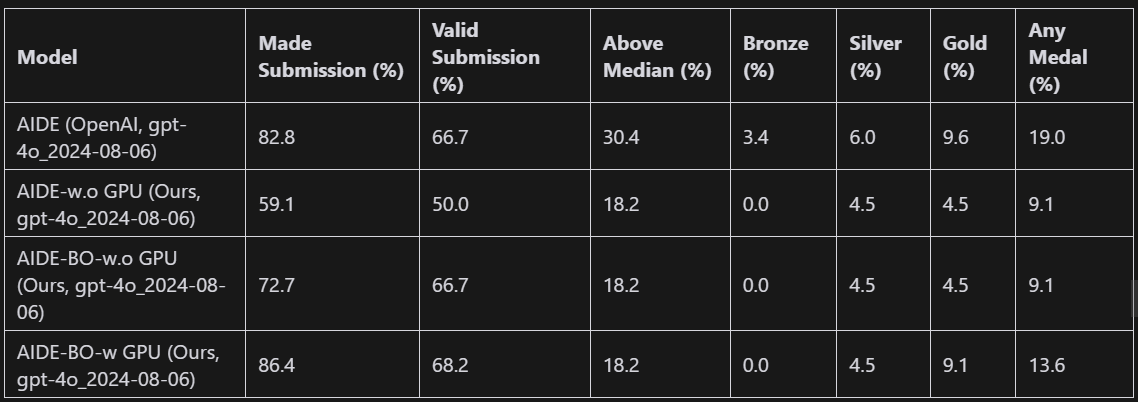 Model | Made Submission (%) | Valid Submission (%) | Above Median (%) | Bronze (%) | Silver (%) | Gold (%) | Any Medal (%)
AIDE (OpenAI, gpt-4o_2024-08-06) | 82.8 | 66.7 | 30.4 | 3.4 | 6.0 | 9.6 | 19.0
AIDE-w.o GPU (Ours, gpt-4o_2024-08-06) | 59.1 | 50.0 | 18.2 | 0.0 | 4.5 | 4.5 | 9.1
AIDE-BO-w.o GPU (Ours, gpt-4o_2024-08-06) | 72.7 | 66.7 | 18.2 | 0.0 | 4.5 | 4.5 | 9.1
AIDE-BO-w GPU (Ours, gpt-4o_2024-08-06) | 86.4 | 68.2 | 18.2 | 0.0 | 4.5 | 9.1 | 13.6